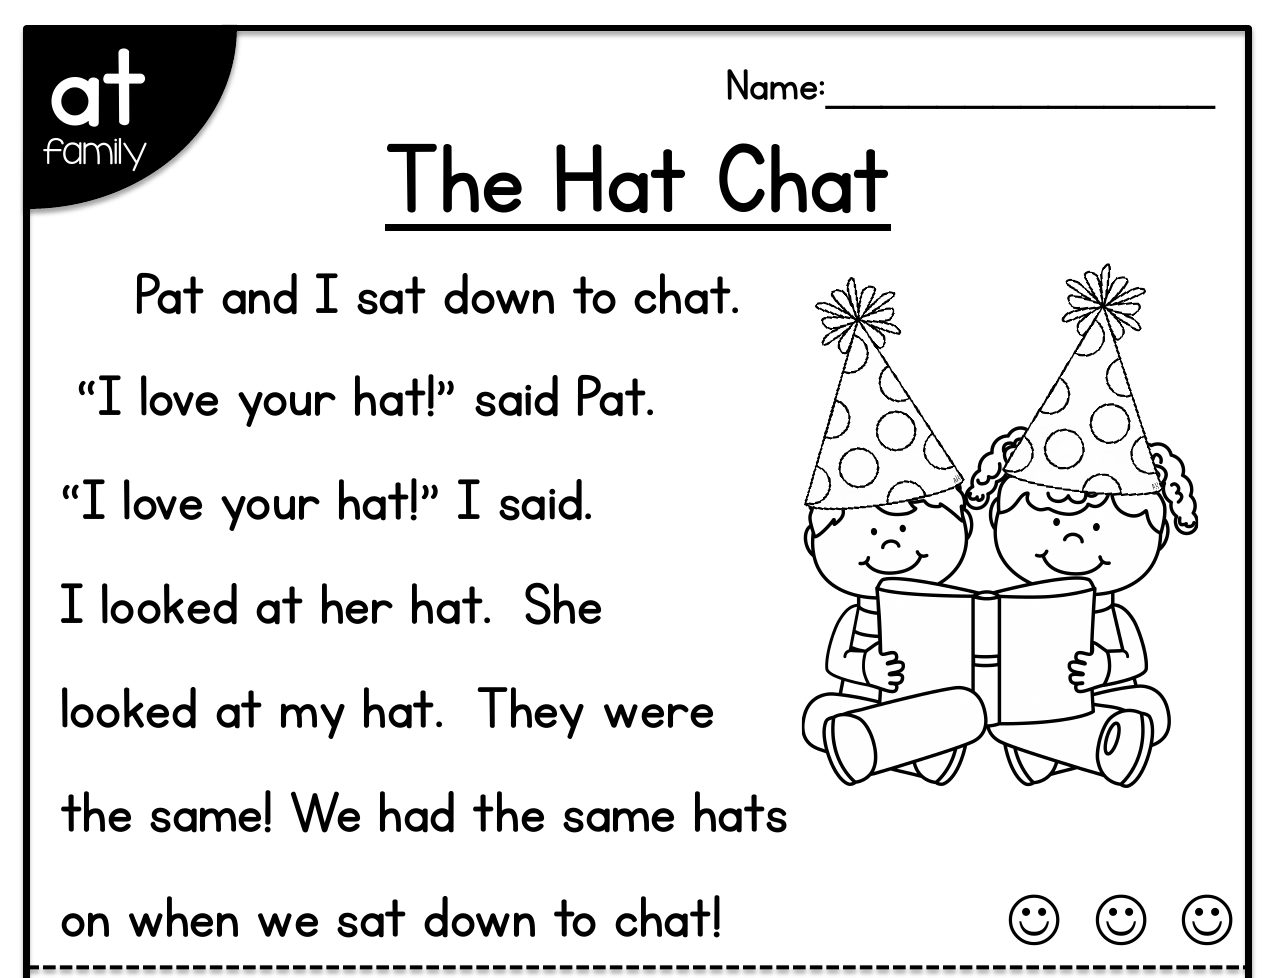 at
family
Name:
The Hat Chat
Pat and I sat down to chat.
“I love your hat!” said Pat.
“I love your hat!” I said.
I looked at her hat.  She
looked at my hat.  They were
the same! We had the same hats
on when we sat down to chat!